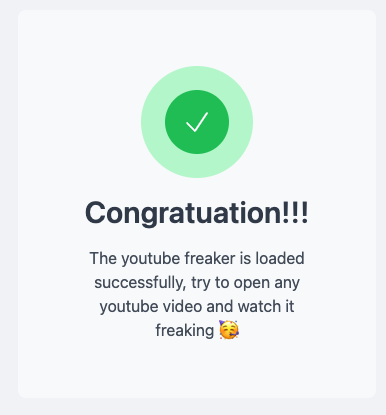 Congratuation!!!
The youtube freaker is loaded
successfully, try to open any
youtube video and watch it
freaking 🥳